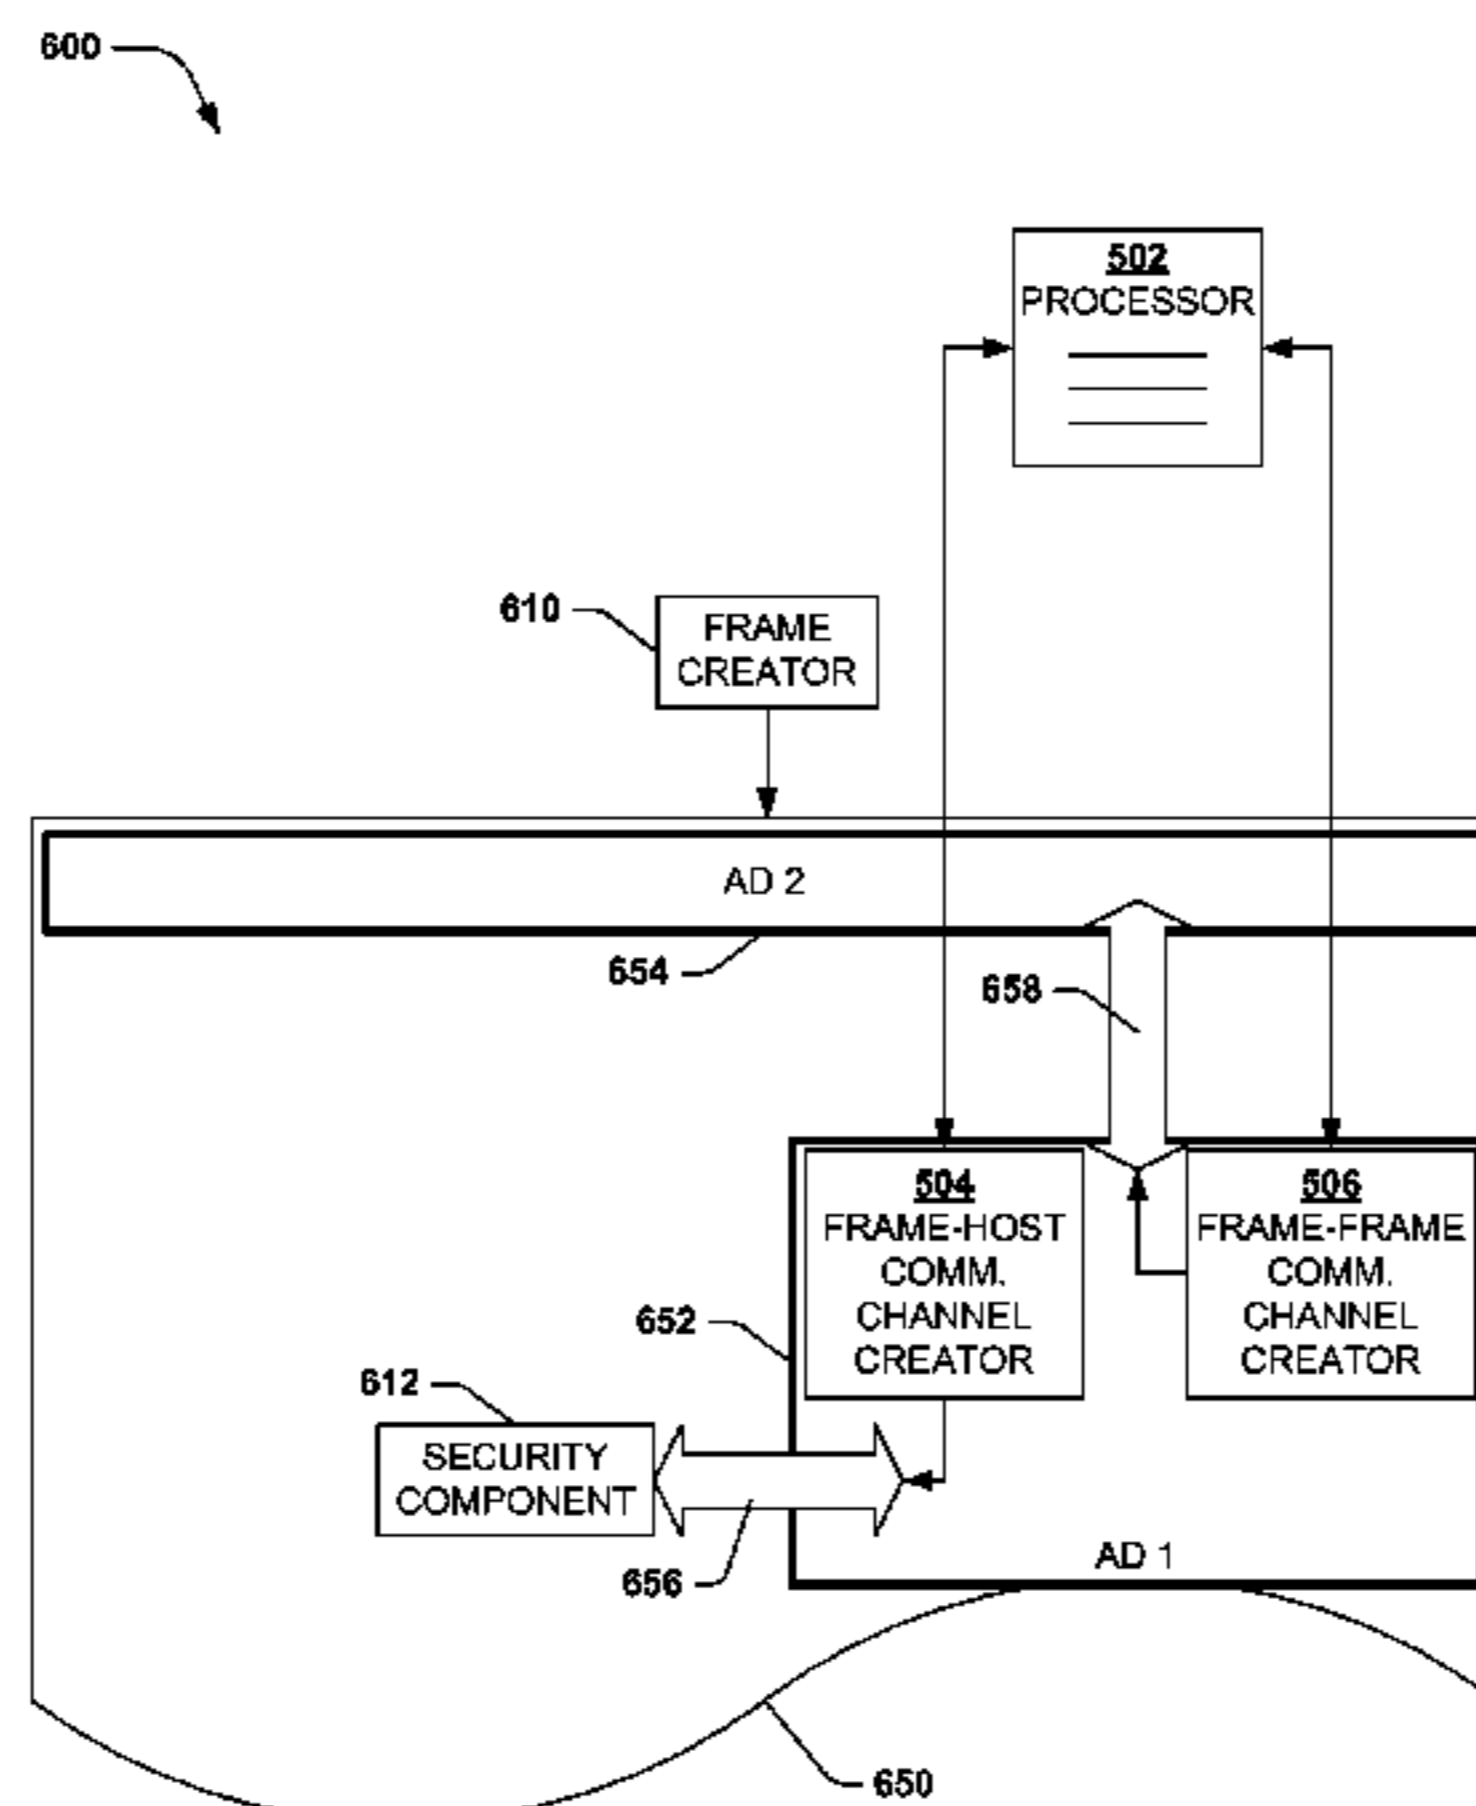 600
502
PROCESSOR
610
FRAME
CREATOR
AD 2
654
658
504
FRAME-HOST
COMM.
CHANNEL
CREATOR
506
FRAME-FRAME
COMM.
CHANNEL
CREATOR
652
612
SECURITY
COMPONENT
656
AD 1
650